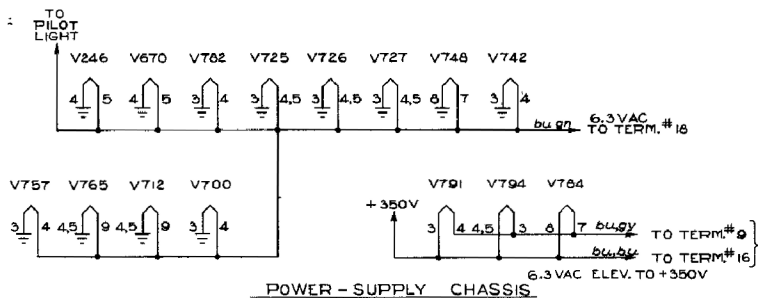 TO
PILOT
LIGHT
V246 V670 V782 V725 V726 V727 V748 V742
4 5 4 5 3 4 3 4,5 3 4,5 3 4,5 8 7 3 4
bu.gn 6.3VAC
TO TERM.#18
V757 V765 V712 V700
3 4 4,5 9 4,5 9 3 4
V791 V794 V784
+350V
3 4 4,5 3 8 7
bu,gy TO TERM.#9
bu,bu TO TERM.#16
6.3VAC ELEV. TO +350V
POWER-SUPPLY CHASSIS